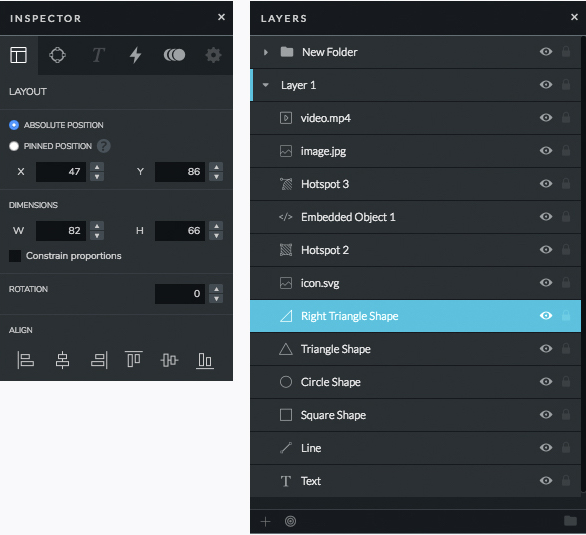 INSPECTOR
LAYOUT
ABSOLUTE POSITION
PINNED POSITION ?
X 47 Y 86
DIMENSIONS
W 82 H 66
Constrain proportions
ROTATION 0
ALIGN
LAYERS
New Folder
Layer 1
video.mp4
image.jpg
Hotspot 3
Embedded Object 1
Hotspot 2
icon.svg
Right Triangle Shape
Triangle Shape
Circle Shape
Square Shape
Line
Text